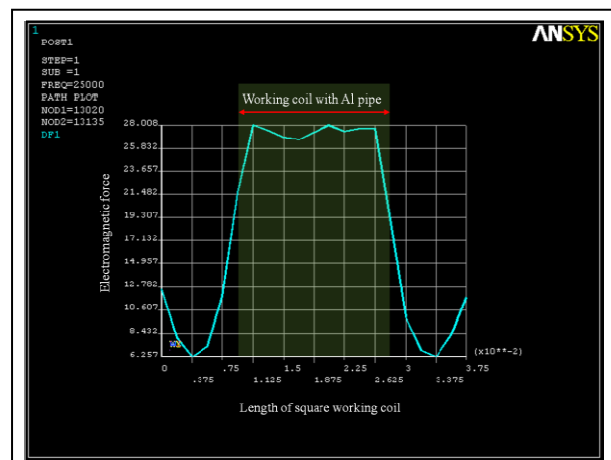 1
ANSYS
POST1
STEP=1
SUB =1
FREQ=25000
PATH PLOT
NOD1=13020
NOD2=13135
DF1
Working coil with Al pipe
28.008
25.832
23.657
21.482
19.307
17.132
14.957
12.782
10.607
8.432
6.257
Electromagnetic force
0
.375
.75
1.125
1.5
1.875
2.25
2.625
3
3.375
3.75
(x10**-2)
Length of square working coil